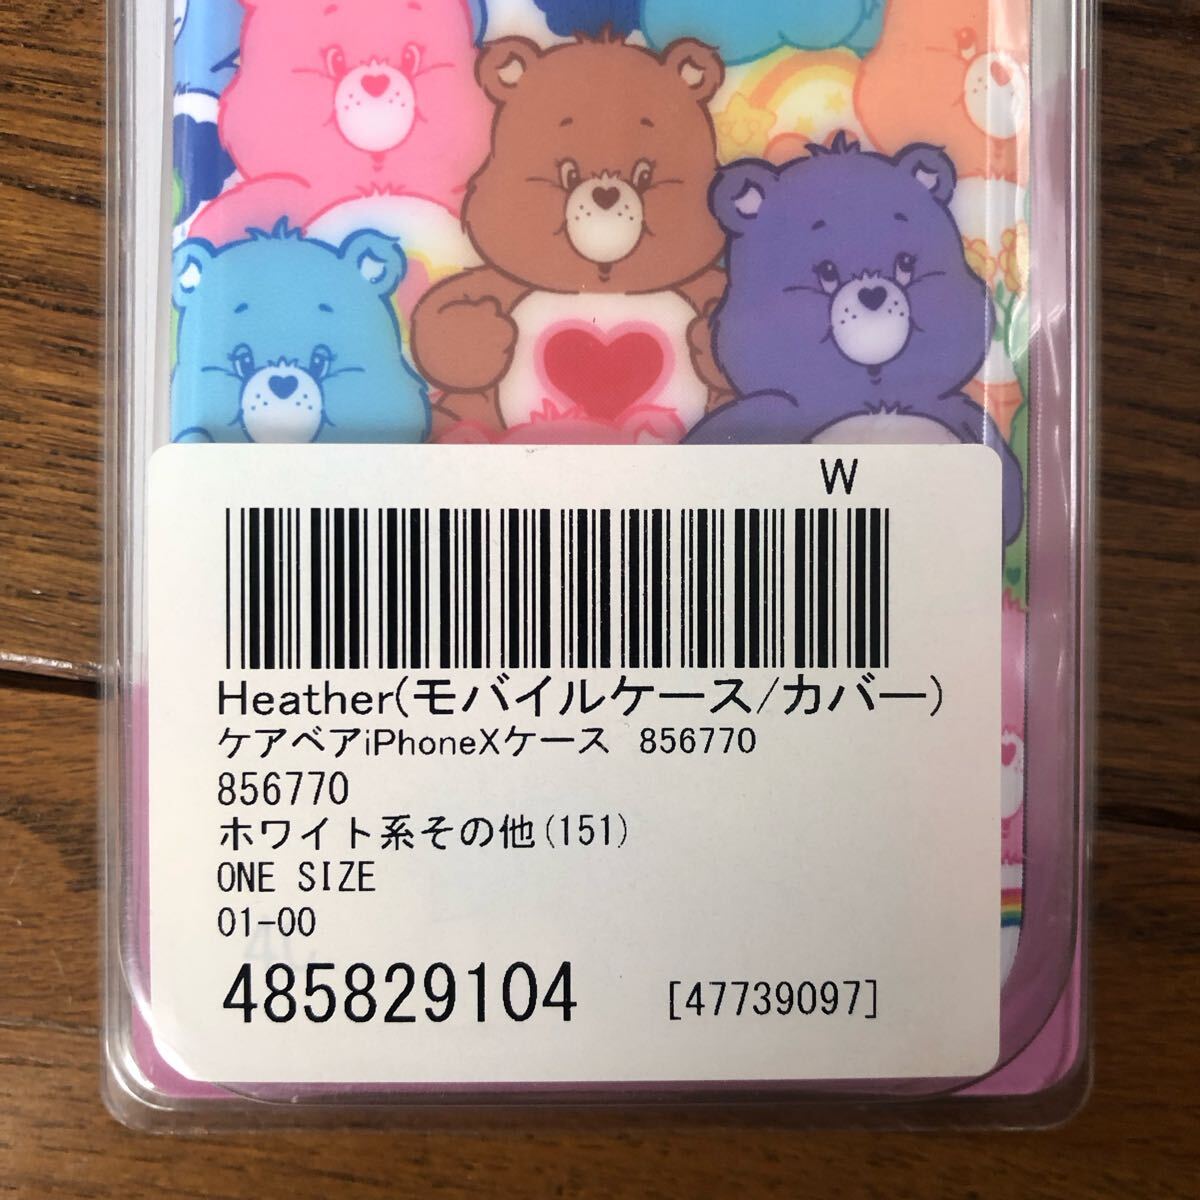 W
Heather(モバイルケース/カバー)
ケアベアiPhoneXケース 856770
856770
ホワイト系その他(151)
ONE SIZE
01-00
485829104 [47739097]